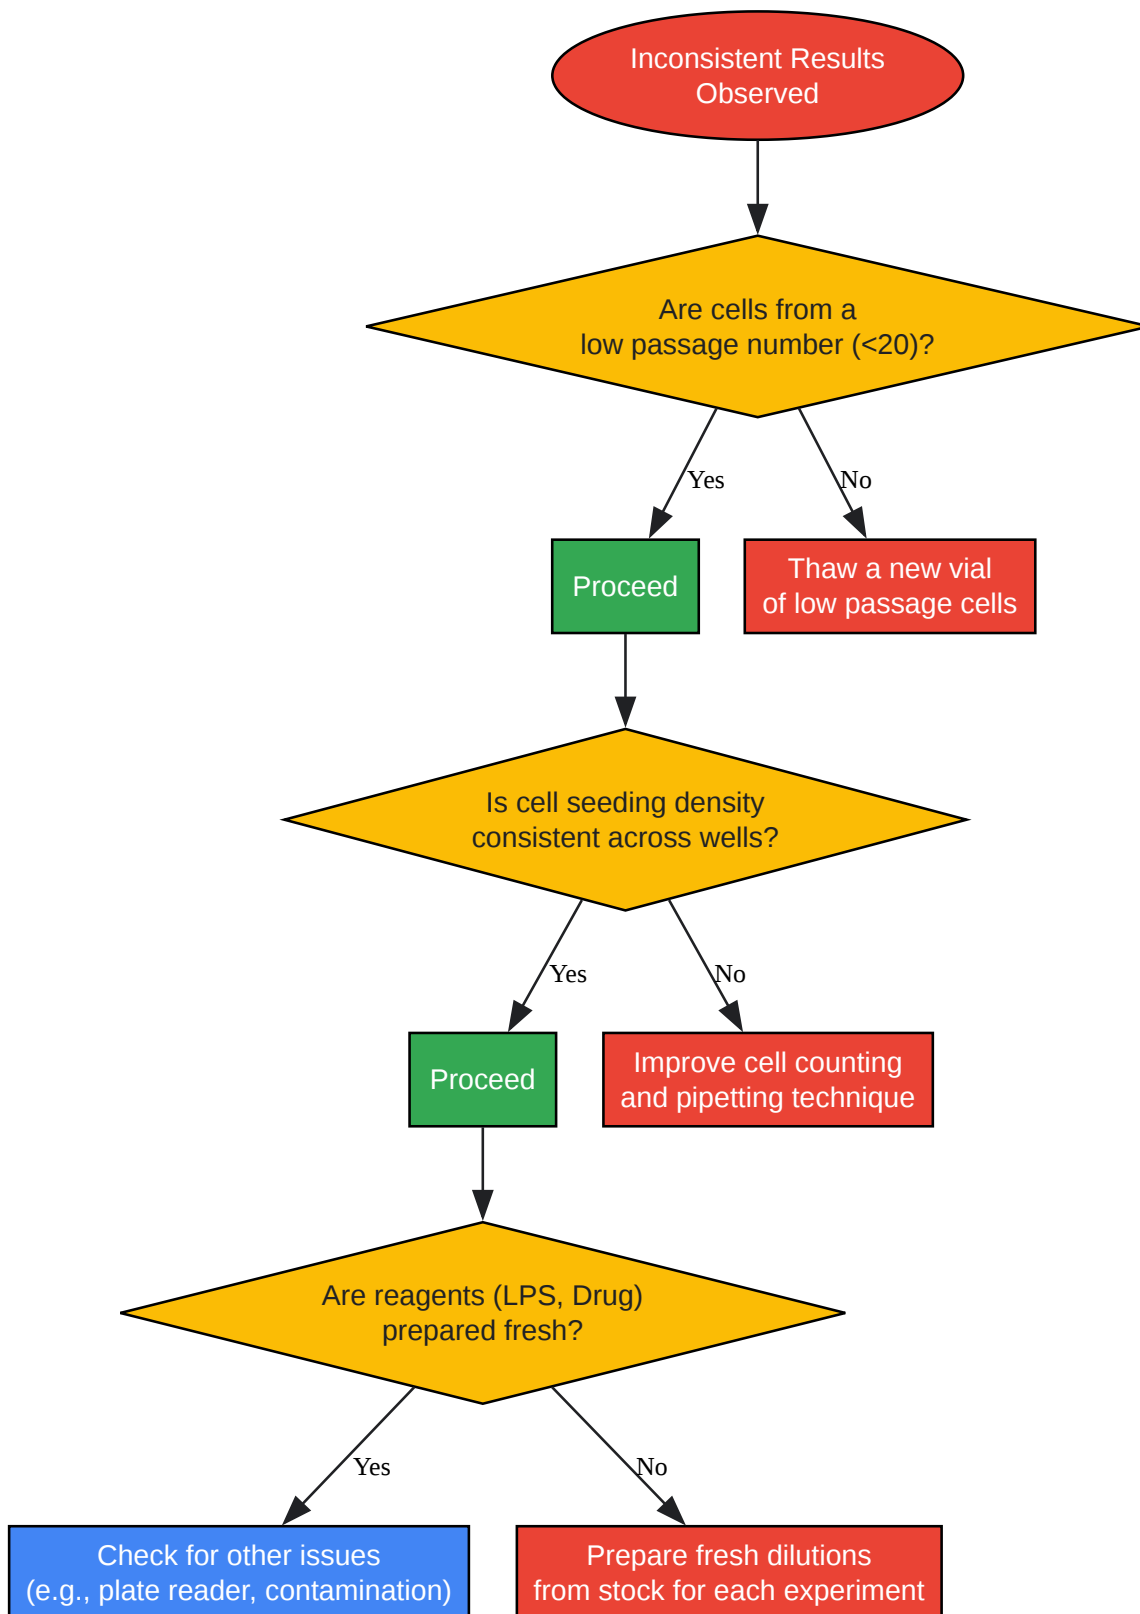 Inconsistent Results
Observed
Are cells from a
low passage number (<20)?
Yes
No
Proceed
Thaw a new vial
of low passage cells
Is cell seeding density
consistent across wells?
Yes
No
Proceed
Improve cell counting
and pipetting technique
Are reagents (LPS, Drug)
prepared fresh?
Yes
No
Check for other issues
(e.g., plate reader, contamination)
Prepare fresh dilutions
from stock for each experiment